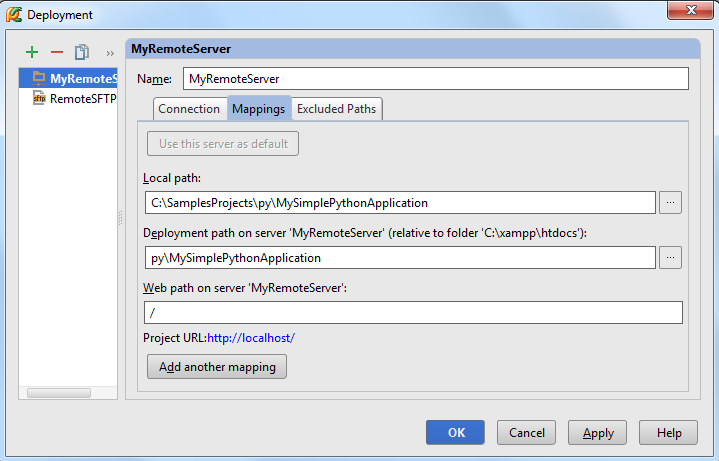 Deployment
MyRemoteS
RemoteSFTP
MyRemoteServer
Name: MyRemoteServer
Connection Mappings Excluded Paths
Use this server as default
Local path:
C:\SamplesProjects\py\MySimplePythonApplication ...
Deployment path on server 'MyRemoteServer' (relative to folder 'C:\xampp\htdocs'):
py\MySimplePythonApplication ...
Web path on server 'MyRemoteServer':
/
Project URL:http://localhost/
Add another mapping
OK Cancel Apply Help